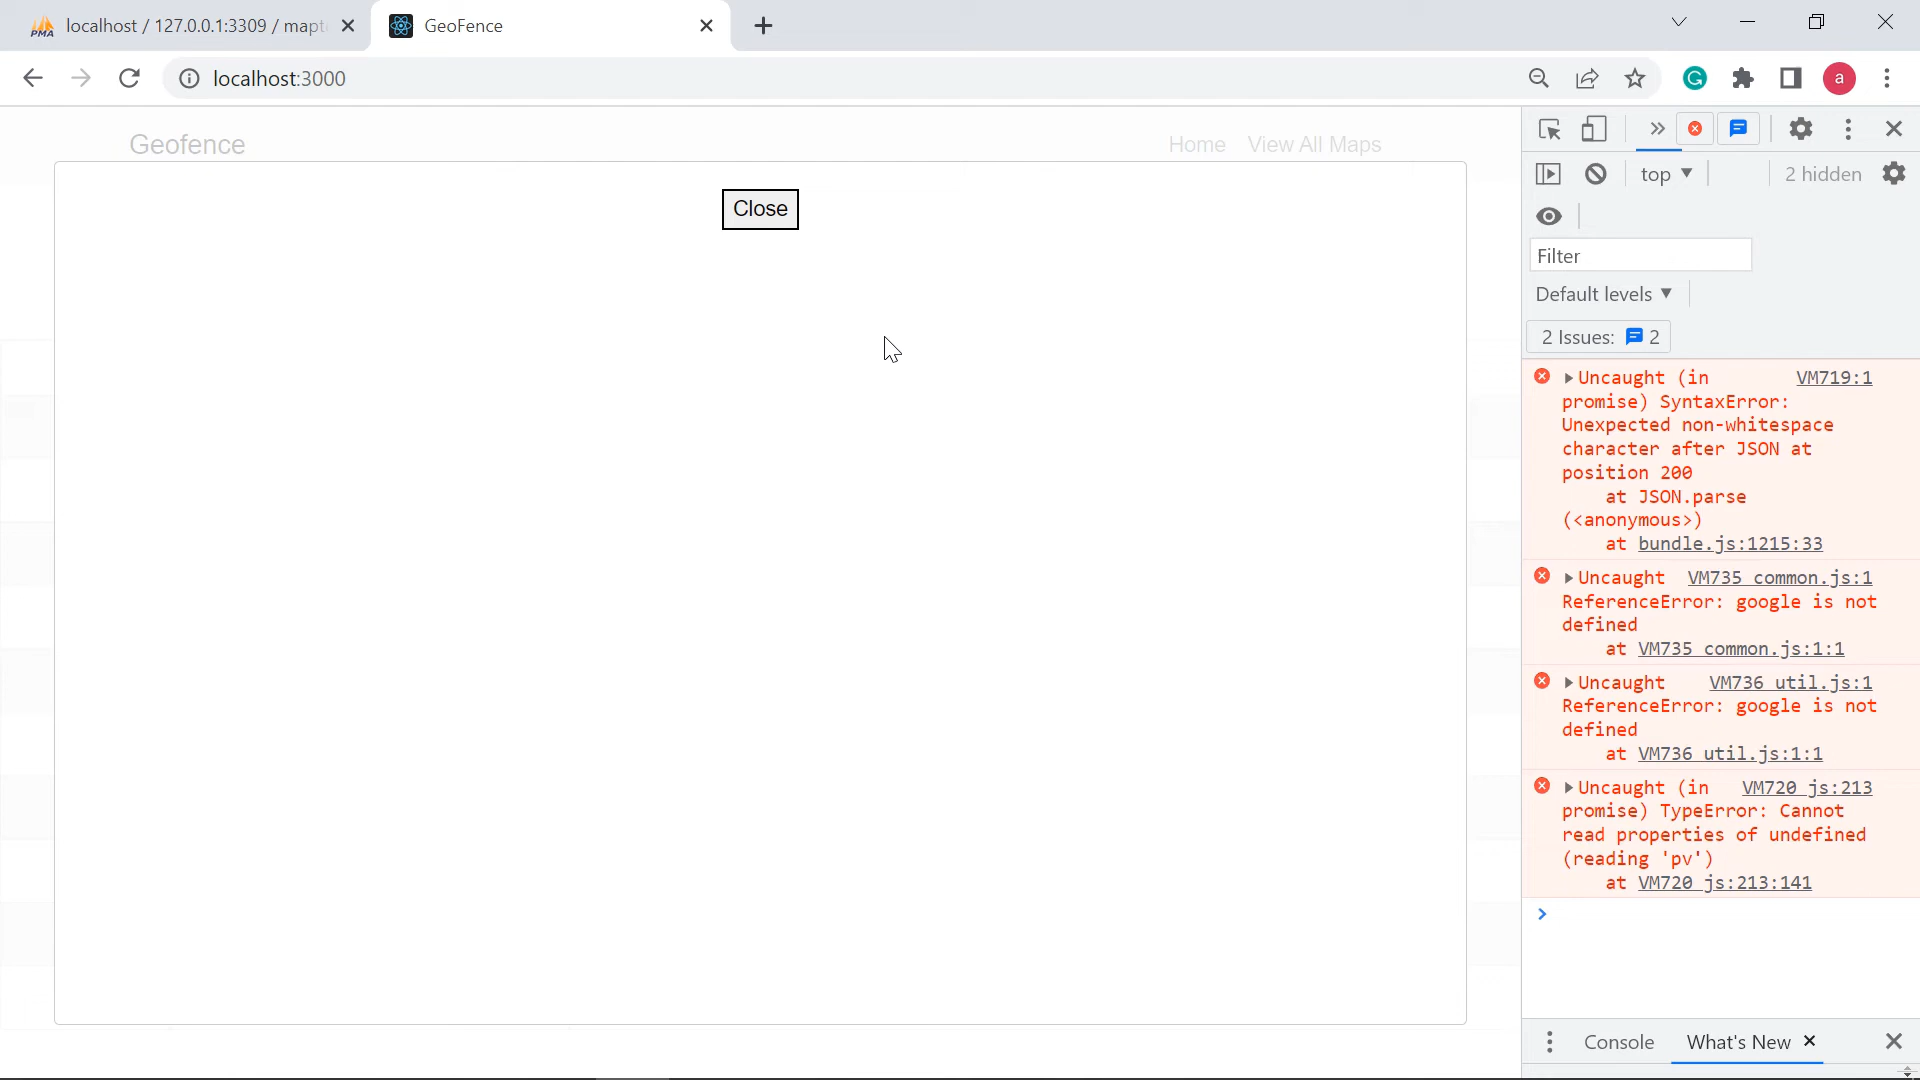 localhost / 127.0.0.1:3309 / mapt
GeoFence
localhost:3000
a
Geofence
Home
View All Maps
Close
top
2 hidden
Filter
Default levels
2 Issues: 2
Uncaught (in VM719:1
promise) SyntaxError:
Unexpected non-whitespace
character after JSON at
position 200
at JSON.parse
(<anonymous>)
at bundle.js:1215:33
Uncaught VM735 common.js:1
ReferenceError: google is not
defined
at VM735 common.js:1:1
Uncaught VM736 util.js:1
ReferenceError: google is not
defined
at VM736 util.js:1:1
Uncaught (in VM720 js:213
promise) TypeError: Cannot
read properties of undefined
(reading 'pv')
at VM720 js:213:141
Console
What's New